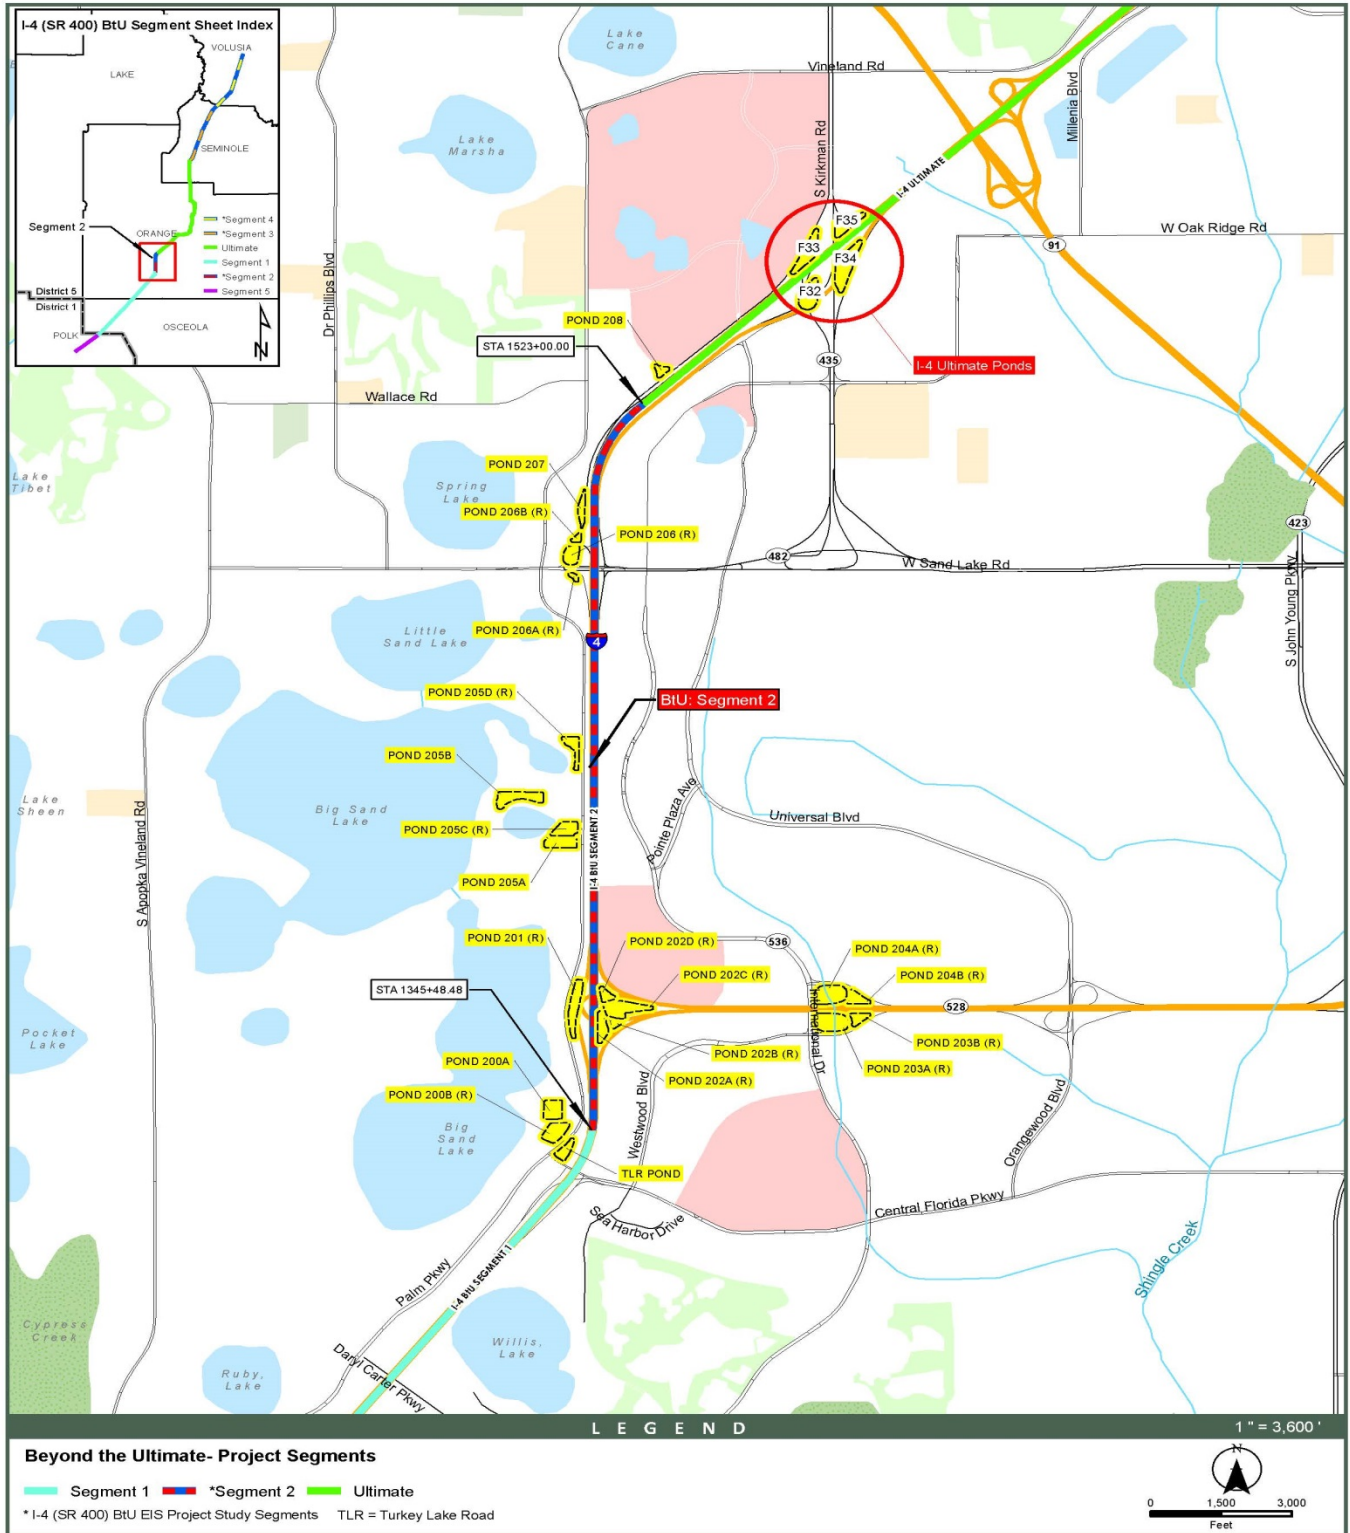 I-4 (SR 400) BtU Segment Sheet Index
VOLUSIA
LAKE
SEMINOLE
Segment 2
ORANGE
*Segment 4
*Segment 3
Ultimate
Segment 1
*Segment 2
Segment 5
District 5
District 1
POLK
OSCEOLA
N
Lake
Cane
Vineland Rd
Millenia Blvd
Lake
Marsha
S Kirkman Rd
I-4 ULTIMATE
Dr Phillips Blvd
F35
F33
F34
F32
W Oak Ridge Rd
91
POND 208
STA 1523+00.00
435
I-4 Ultimate Ponds
Wallace Rd
Lake
Tibet
POND 207
Spring
Lake
POND 206B (R)
POND 206 (R)
423
482
W Sand Lake Rd
S John Young Pkwy
Little
Sand Lake
POND 206A (R)
4
POND 205D (R)
BtU: Segment 2
POND 205B
Lake
Sheen
Big Sand
Lake
POND 205C (R)
I-4 BtU SEGMENT 2
Pointe Plaza Ave
Universal Blvd
S Apopka Vineland Rd
POND 205A
POND 201 (R)
POND 202D (R)
536
POND 204A (R)
POND 202C (R)
POND 204B (R)
STA 1345+48.48
528
International Dr
Pocket
Lake
POND 203B (R)
POND 200A
POND 202B (R)
POND 203A (R)
POND 202A (R)
POND 200B (R)
Westwood Blvd
Orangewood Blvd
Big
Sand
Lake
TLR POND
Central Florida Pkwy
Sea Harbor Drive
Shingle Creek
Palm Pkwy
I-4 BtU SEGMENT 1
Cypress
Creek
Willis,
Lake
Daryl Carter Pkwy
Ruby,
Lake
LEGEND
1 " = 3,600 '
Beyond the Ultimate- Project Segments
Segment 1 *Segment 2 Ultimate
* I-4 (SR 400) BtU EIS Project Study Segments TLR = Turkey Lake Road
N
0 1,500 3,000
Feet